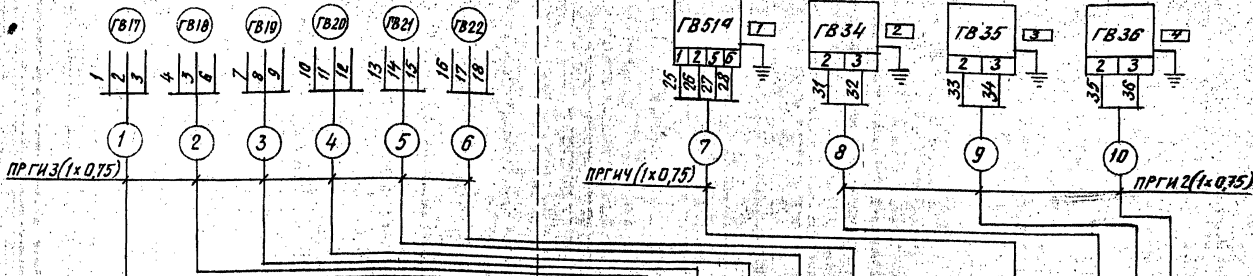 ГВ17 ГВ18 ГВ19 ГВ20 ГВ21 ГВ22 ГВ519 1 ГВ34 2 ГВ35 3 ГВ36 4
1 2 5 6 2 3 2 3 2 3
1 2 3 4 5 6 7 8 9 10 11 12 13 14 15 16 17 18 25 26 27 28 31 32 33 34 35 36
1 2 3 4 5 6 7 8 9 10
ПРГИ3(1х0,75) ПРГИ4(1х0,75) ПРГИ2(1х0,75)